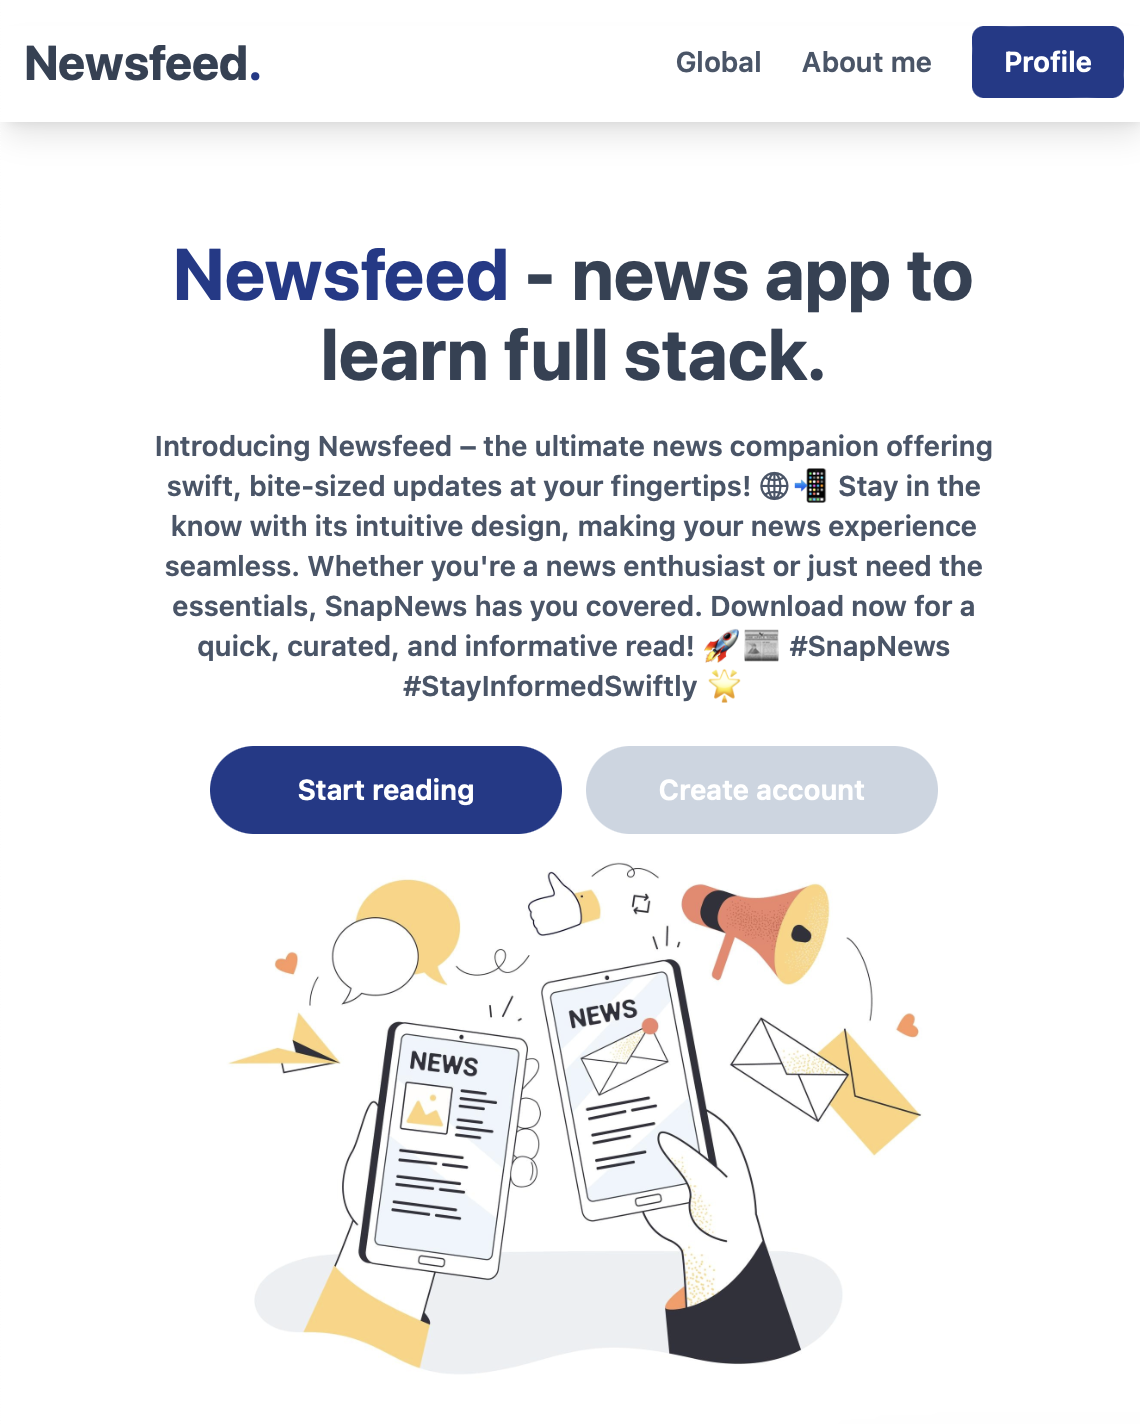 Newsfeed.
Global
About me
Profile
Newsfeed - news app to
learn full stack.
Introducing Newsfeed – the ultimate news companion offering
swift, bite-sized updates at your fingertips! 🌐📲 Stay in the
know with its intuitive design, making your news experience
seamless. Whether you're a news enthusiast or just need the
essentials, SnapNews has you covered. Download now for a
quick, curated, and informative read! 🚀📰 #SnapNews
#StayInformedSwiftly 🌟
Start reading
Create account
NEWS
NEWS